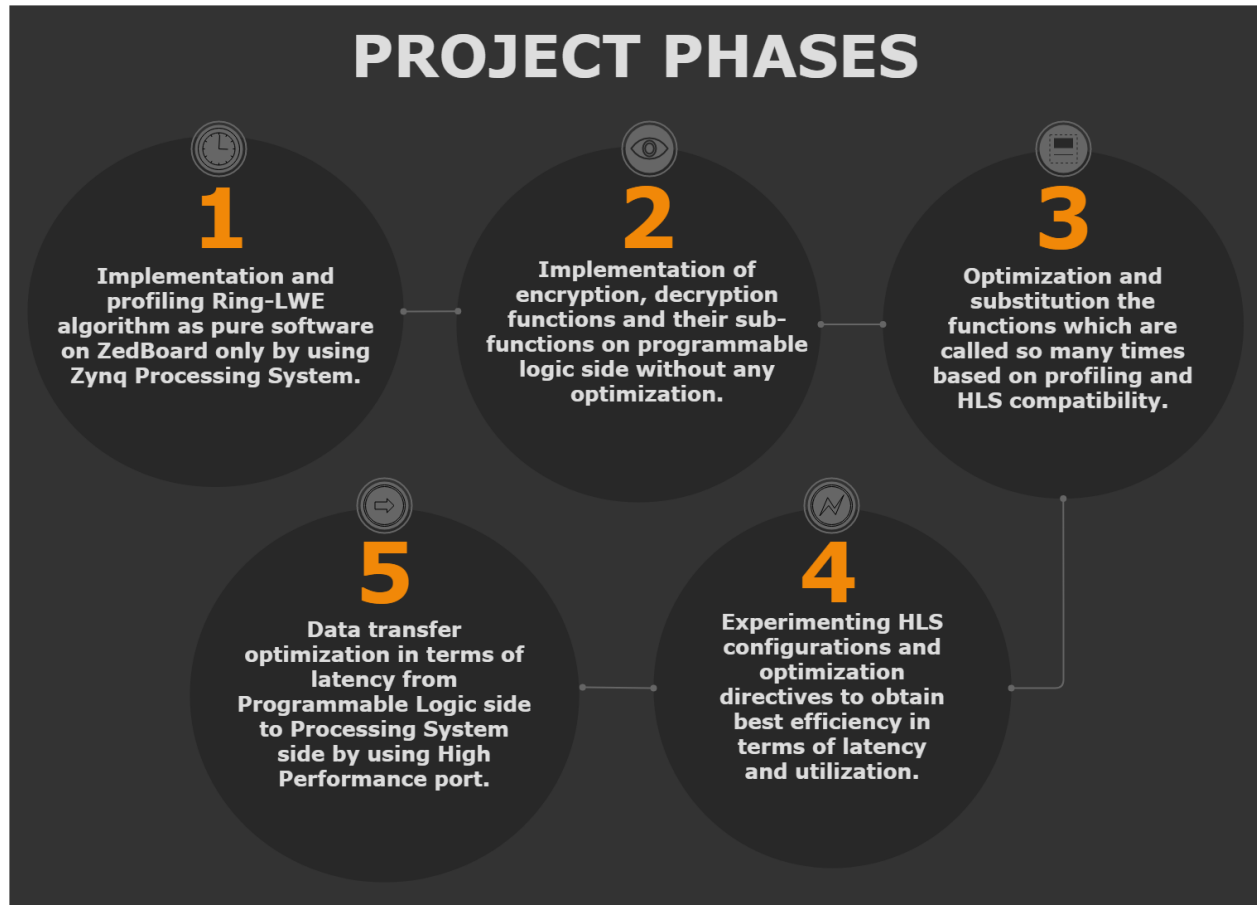 PROJECT PHASES
1
Implementation and
profiling Ring-LWE
algorithm as pure software
on ZedBoard only by using
Zynq Processing System.
2
Implementation of
encryption, decryption
functions and their sub-
functions on programmable
logic side without any
optimization.
3
Optimization and
substitution the
functions which are
called so many times
based on profiling and
HLS compatibility.
4
Experimenting HLS
configurations and
optimization
directives to obtain
best efficiency in
terms of latency
and utilization.
5
Data transfer
optimization in terms of
latency from
Programmable Logic side
to Processing System
side by using High
Performance port.